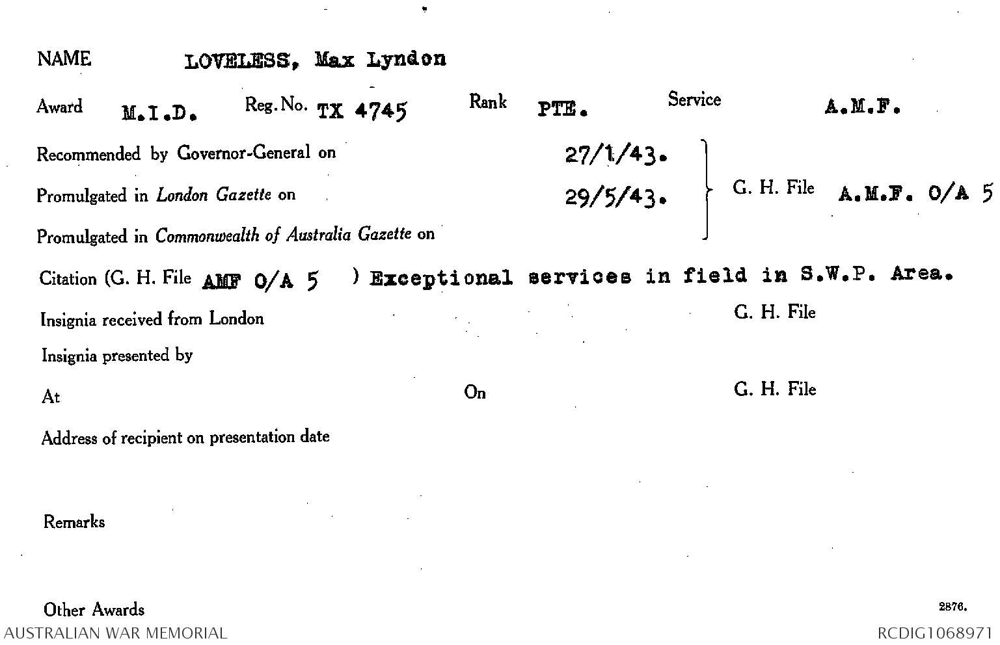 NAME LOVELESS, Max Lyndon
Award M.I.D. Reg. No. TX 4745 Rank PTE. Service A.M.F.
Recommended by Governor-General on 27/1/43.
Promulgated in London Gazette on 29/5/43. G. H. File A.M.F. O/A 5
Promulgated in Commonwealth of Australia Gazette on
Citation (G. H. File AMF O/A 5 ) Exceptional services in field in S.W.P. Area.
Insignia received from London G. H. File
Insignia presented by
At On G. H. File
Address of recipient on presentation date
Remarks
Other Awards 2876.
AUSTRALIAN WAR MEMORIAL RCDIG1068971